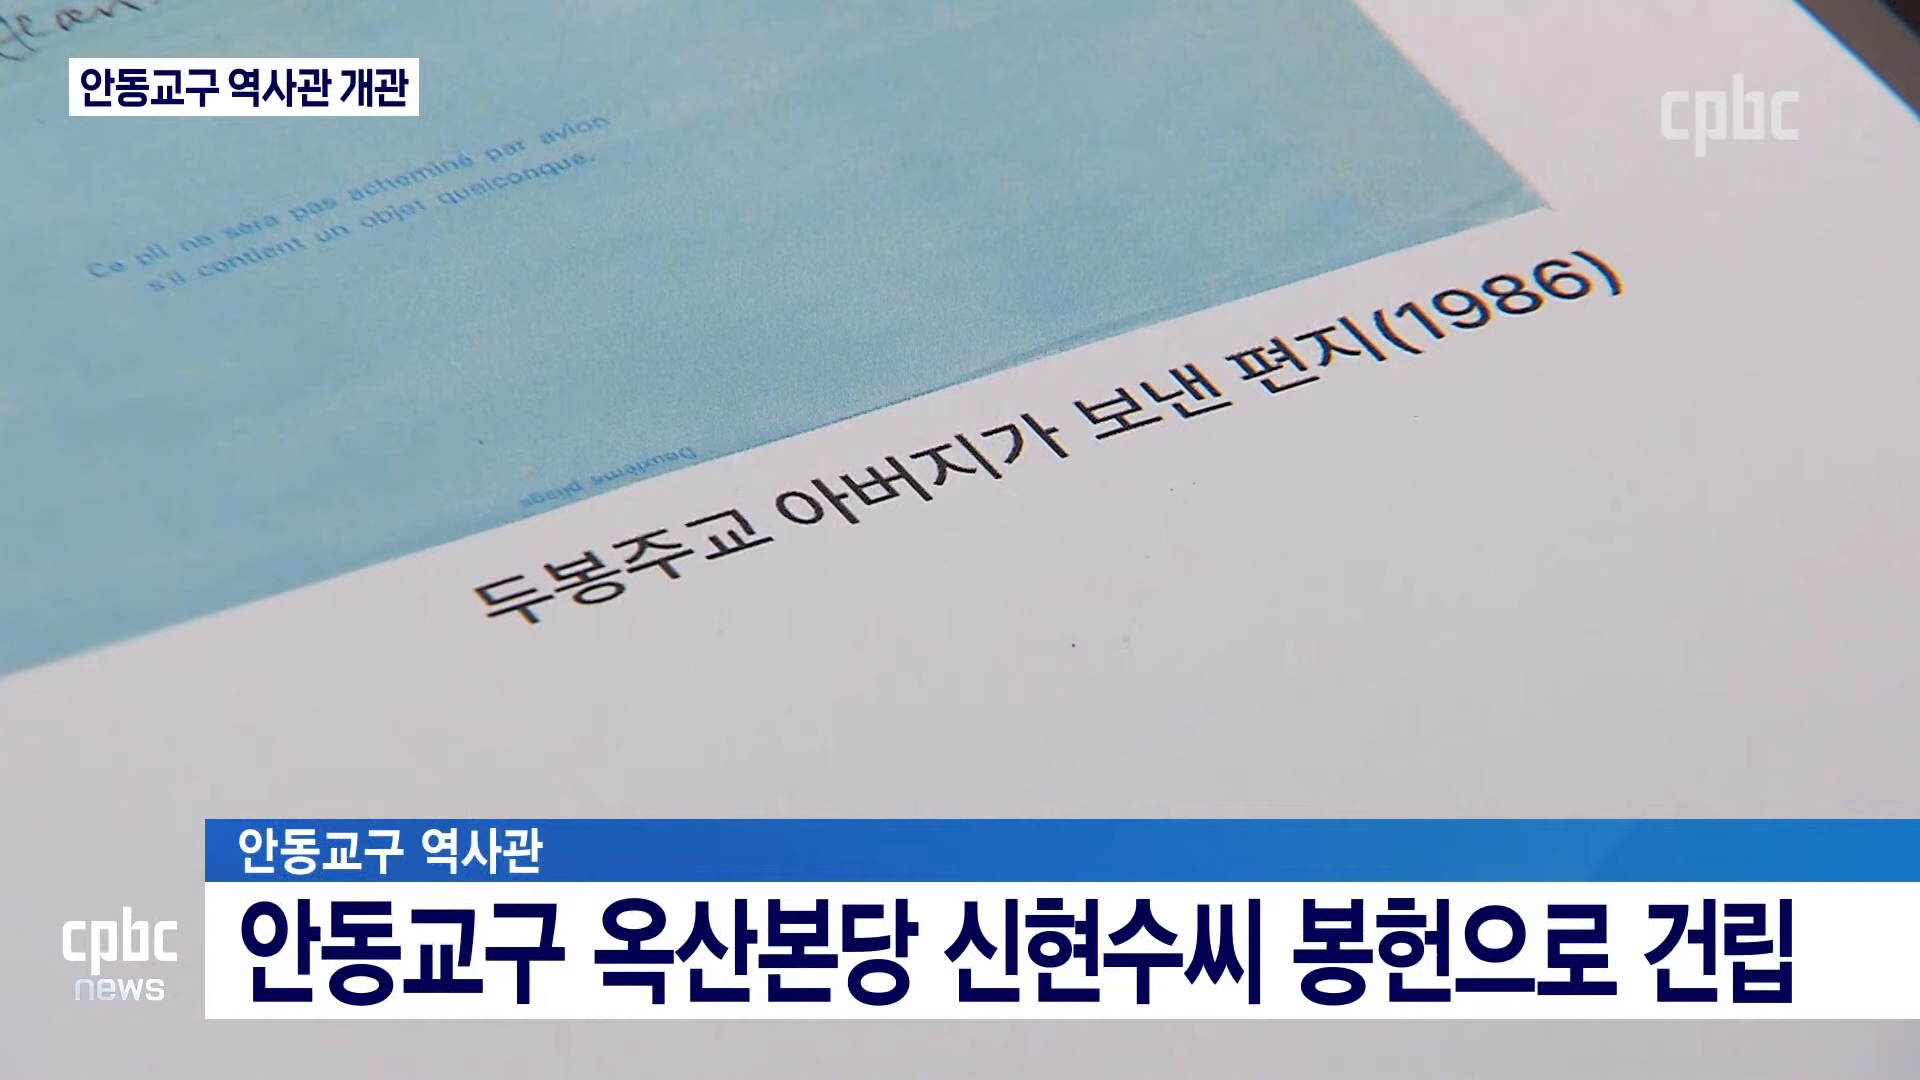 안동교구 역사관 개관
cpbc
Ce pli ne sera pas acheminé par avion
s'il contient un objet quelconque.
Deuxième pliage
두봉주교 아버지가 보낸 편지(1986)
안동교구 역사관
안동교구 옥산본당 신현수씨 봉헌으로 건립
cpbc
news